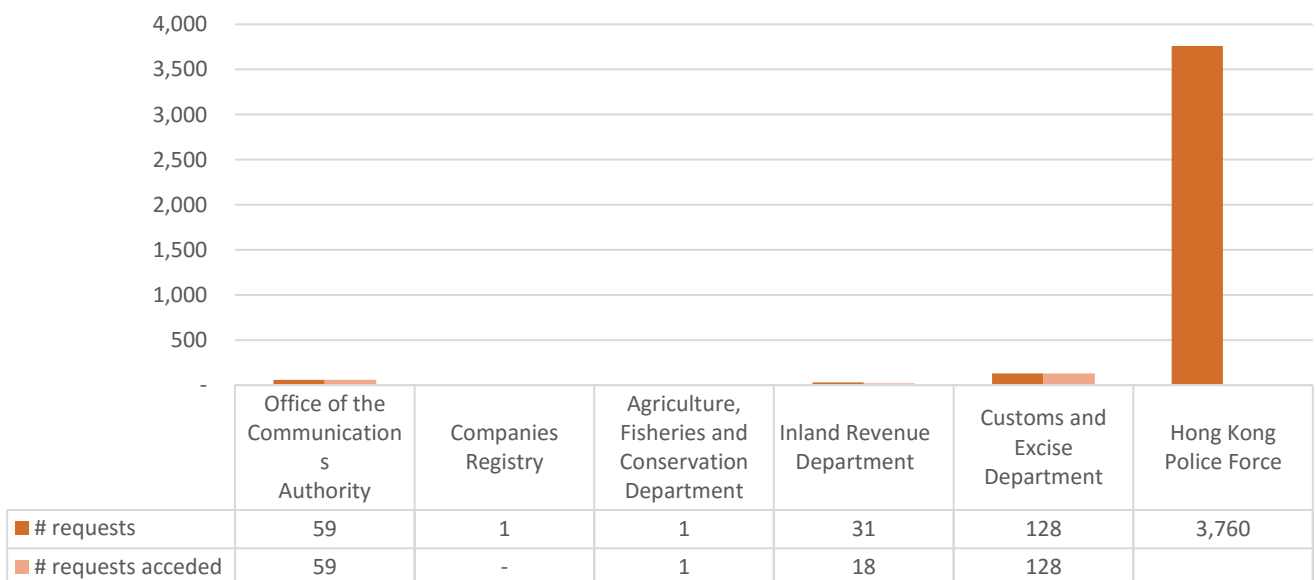 4,000
3,500
3,000
2,500
2,000
1,500
1,000
500
-
Office of the
Communication
s
Authority
Companies
Registry
Agriculture,
Fisheries and
Conservation
Department
Inland Revenue
Department
Customs and
Excise
Department
Hong Kong
Police Force
# requests 59 1 1 31 128 3,760
# requests acceded 59 - 1 18 128